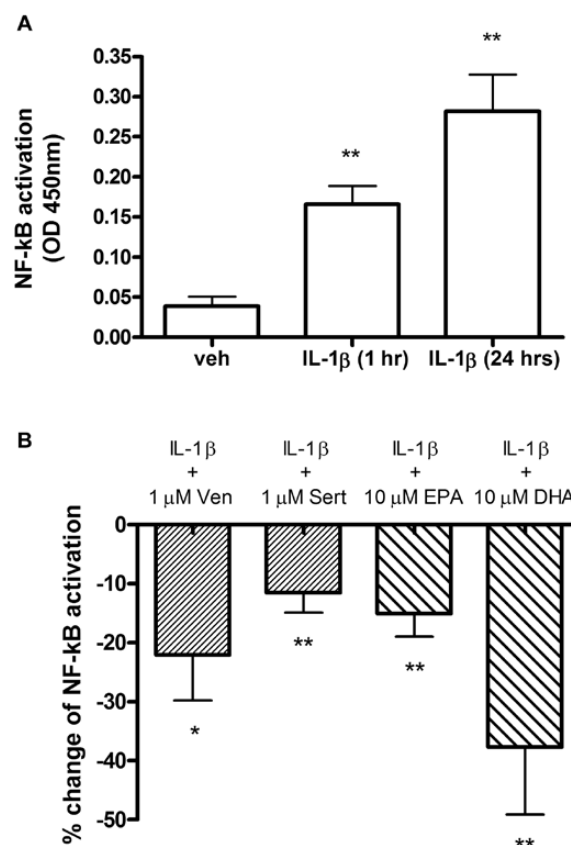 A
NF-kB activation
(OD 450nm)
0.35
0.30
0.25
0.20
0.15
0.10
0.05
0.00
**
**
veh
IL-1β (1 hr)
IL-1β (24 hrs)
B
IL-1β
+
1 μM Ven
IL-1β
+
1 μM Sert
IL-1β
+
10 μM EPA
IL-1β
+
10 μM DHA
% change of NF-kB activation
0
-10
-20
-30
-40
-50
*
**
**
**